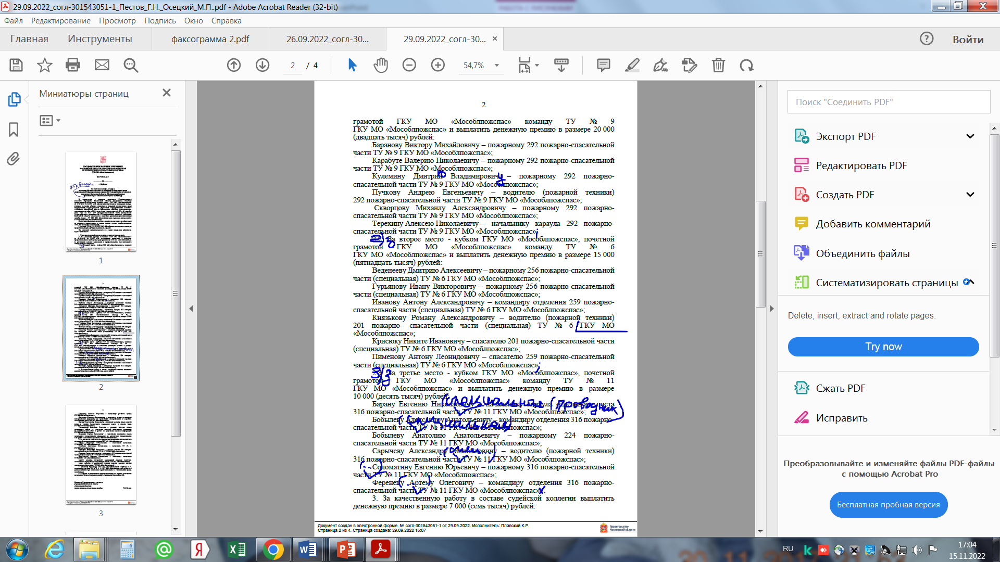 29.09.2022_согл-301543051-1_Пестов_Г.Н._Осецкий_М.П..pdf - Adobe Acrobat Reader (32-bit)
Файл Редактирование Просмотр Подпись Окно Справка
Главная Инструменты факсограмма 2.pdf 26.09.2022_согл-30... 29.09.2022_согл-30... Войти
2 / 4 54,7%
Миниатюры страниц
1
2
3
2
грамотой ГКУ МО «Мособлпожспас» команду ТУ № 9
ГКУ МО «Мособлпожспас» и выплатить денежную премию в размере 20 000
(двадцать тысяч) рублей:
Баранову Виктору Михайловичу – пожарному 292 пожарно-спасательной
части ТУ № 9 ГКУ МО «Мособлпожспас»;
Карабуте Валерию Николаевичу – пожарному 292 пожарно-спасательной
части ТУ № 9 ГКУ МО «Мособлпожспас»;
Кулемину Дмитрий Владимирович – пожарному 292 пожарно-
спасательной части ТУ № 9 ГКУ МО «Мособлпожспас»;
Пучкову Андрею Евгеньевичу – водителю (пожарной техники)
292 пожарно-спасательной части ТУ № 9 ГКУ МО «Мособлпожспас»;
Скворцову Михаилу Александровичу – пожарному 292 пожарно-
спасательной части ТУ № 9 ГКУ МО «Мособлпожспас»;
Терехину Алексею Николаевичу – начальнику караула 292 пожарно-
спасательной части ТУ № 9 ГКУ МО «Мособлпожспас»;
За второе место - кубком ГКУ МО «Мособлпожспас», почетной
грамотой ГКУ МО «Мособлпожспас» команду ТУ № 6
ГКУ МО «Мособлпожспас» и выплатить денежную премию в размере 15 000
(пятнадцать тысяч) рублей:
Веденееву Дмитрию Алексеевичу – пожарному 256 пожарно-спасательной
части (специальная) ТУ № 6 ГКУ МО «Мособлпожспас»;
Гурьянову Ивану Викторовичу – пожарному 256 пожарно-спасательной
части (специальная) ТУ № 6 ГКУ МО «Мособлпожспас»;
Иванову Антону Александровичу – командиру отделения 259 пожарно-
спасательной части (специальная) ТУ № 6 ГКУ МО «Мособлпожспас»;
Князькову Роману Александровичу – водителю (пожарной техники)
201 пожарно- спасательной части (специальная) ТУ № 6 ГКУ МО
«Мособлпожспас»;
Крисюку Никите Ивановичу – спасателю 201 пожарно-спасательной части
(специальная) ТУ № 6 ГКУ МО «Мособлпожспас»;
Пименову Антону Леонидовичу – спасателю 259 пожарно-спасательной
части (специальная) ТУ № 6 ГКУ МО «Мособлпожспас»;
За третье место - кубком ГКУ МО «Мособлпожспас», почетной
грамотой ГКУ МО «Мособлпожспас» команду ТУ № 11
ГКУ МО «Мособлпожспас» и выплатить денежную премию в размере
10 000 (десять тысяч) рублей:
Барану Евгению Николаевичу – начальнику караула отдельного поста
316 пожарно-спасательной части ТУ № 11 ГКУ МО «Мособлпожспас»;
Бобылеву Александру Анатольевичу – командиру отделения 316 пожарно-
спасательной части ТУ № 11 ГКУ МО «Мособлпожспас»;
Бобылеву Анатолию Анатольевичу – пожарному 224 пожарно-
спасательной части ТУ № 11 ГКУ МО «Мособлпожспас»;
Сарычеву Александру Михайловичу – водителю (пожарной техники)
316 пожарно-спасательной части ТУ № 11 ГКУ МО «Мособлпожспас»;
Соломатину Евгению Юрьевичу – пожарному 316 пожарно-спасательной
части ТУ № 11 ГКУ МО «Мособлпожспас»;
Ференецу Артему Олеговичу – командиру отделения 316 пожарно-
спасательной части ТУ № 11 ГКУ МО «Мособлпожспас»
3. За качественную работу в составе судейской коллегии выплатить
денежную премию в размере 7 000 (семь тысяч) рублей:
Документ создан в электронной форме. № согл-301543051-1 от 29.09.2022. Исполнитель: Плавский К.Р.
Страница 2 из 4. Страница создана: 29.09.2022 16:07
Правительство
Московской области
Поиск "Соединить PDF"
Экспорт PDF
Редактировать PDF
Создать PDF
Добавить комментарий
Объединить файлы
Систематизировать страницы
Delete, insert, extract and rotate pages.
Try now
Сжать PDF
Исправить
Преобразовывайте и изменяйте файлы PDF-файлы
с помощью Acrobat Pro
Бесплатная пробная версия
RU
17:04
15.11.2022